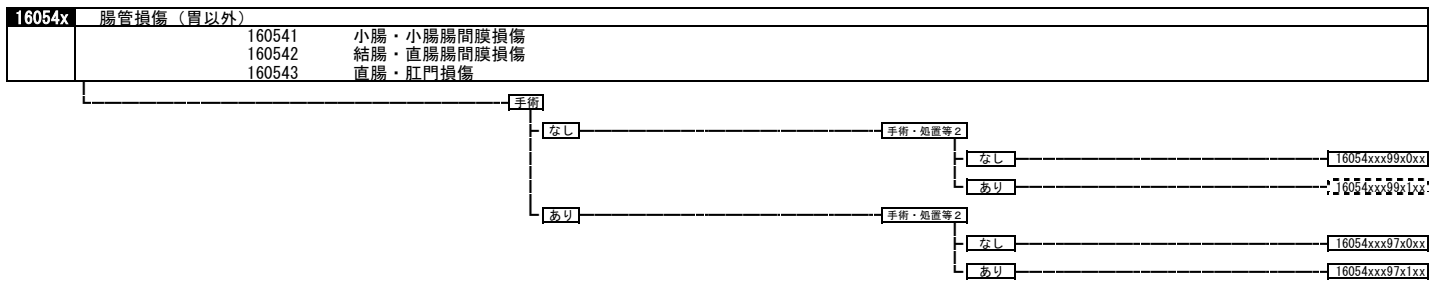 16054x 腸管損傷（胃以外）
160541 小腸・小腸腸間膜損傷
160542 結腸・直腸腸間膜損傷
160543 直腸・肛門損傷
手術
なし 手術・処置等２
なし 16054xxx99x0xx
あり 16054xxx99x1xx
あり 手術・処置等２
なし 16054xxx97x0xx
あり 16054xxx97x1xx